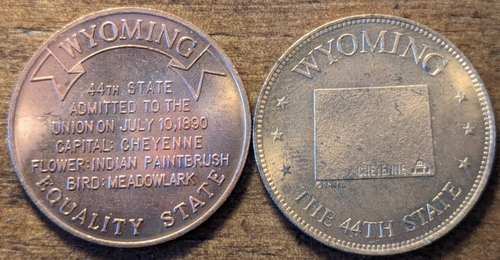 WYOMING
44TH STATE
ADMITTED TO THE
UNION ON JULY 10,1890
CAPITAL: CHEYENNE
FLOWER: INDIAN PAINTBRUSH
BIRD: MEADOWLARK
EQUALITY STATE
WYOMING
CHEYENNE
THE 44TH STATE